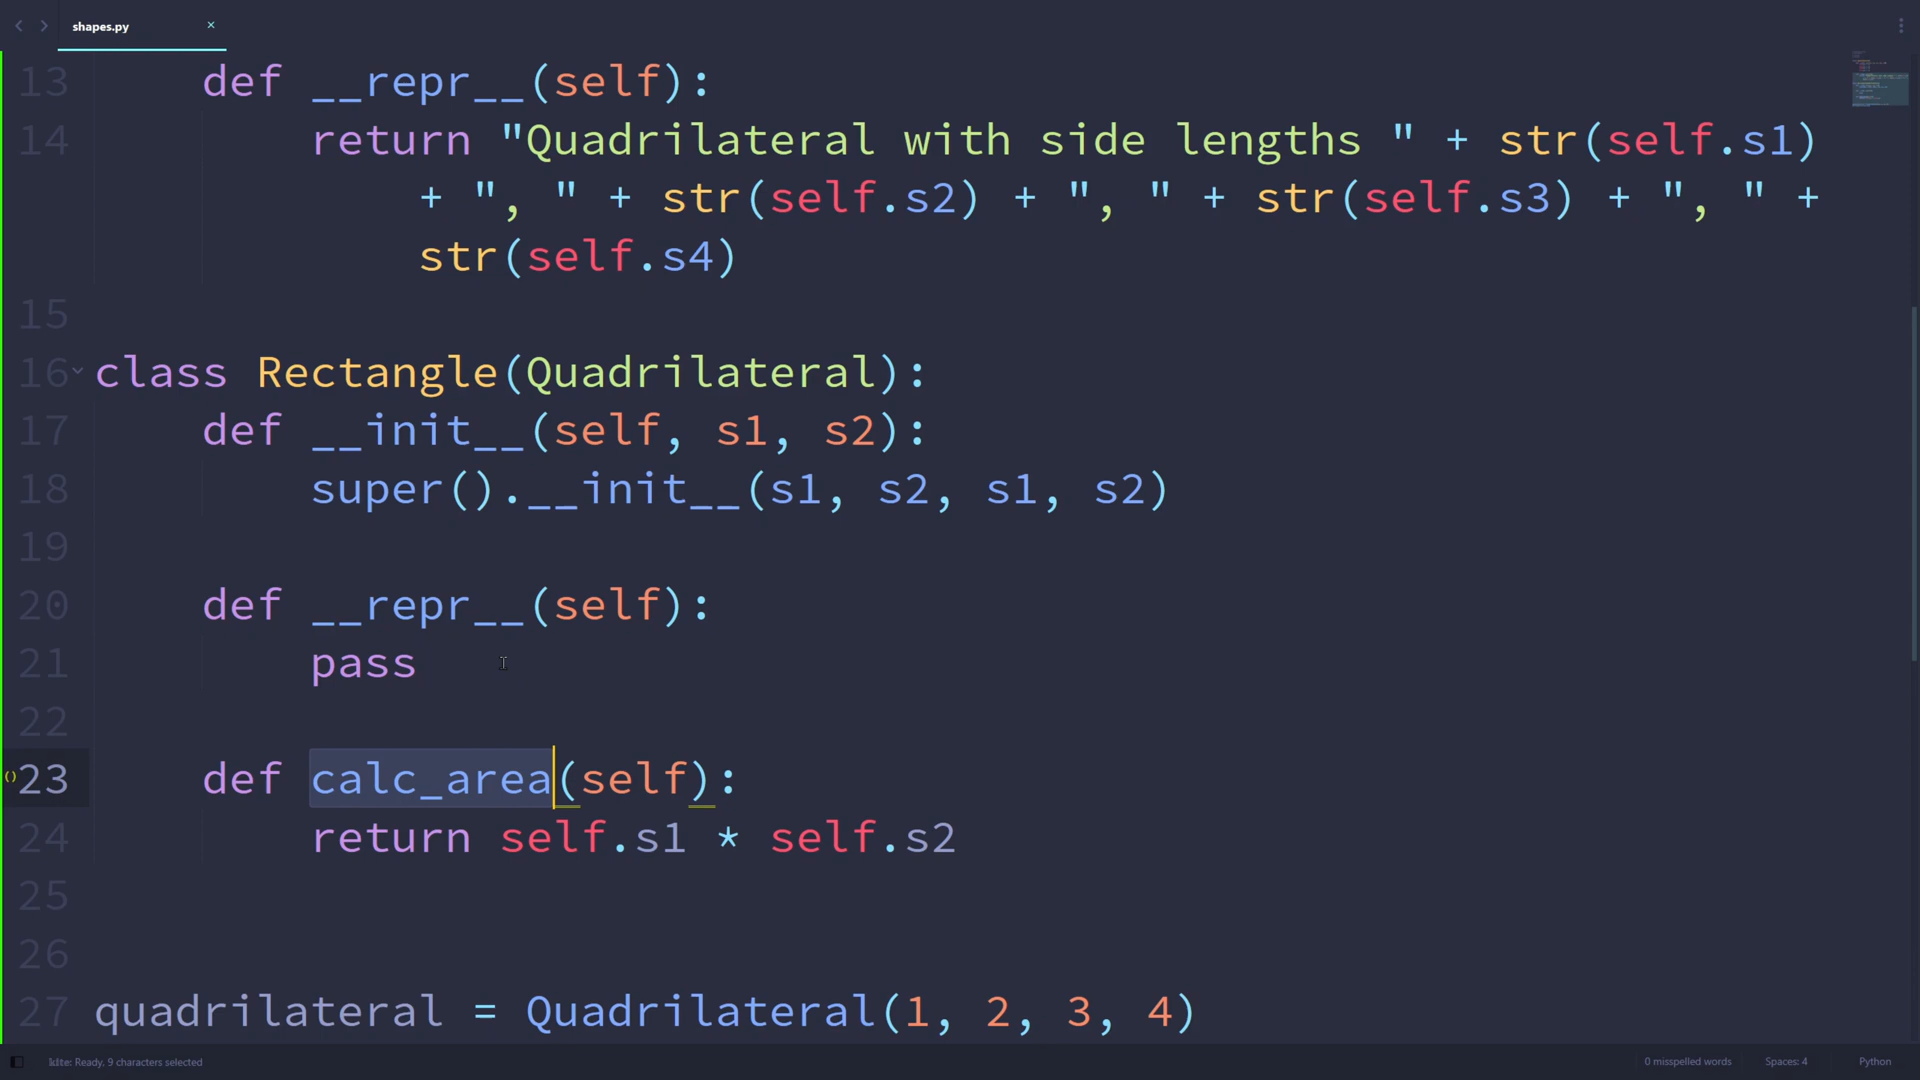 shapes.py ×
13 def __repr__(self):
14 return "Quadrilateral with side lengths " + str(self.s1)
+ ", " + str(self.s2) + ", " + str(self.s3) + ", " +
str(self.s4)
15
16 class Rectangle(Quadrilateral):
17 def __init__(self, s1, s2):
18 super().__init__(s1, s2, s1, s2)
19
20 def __repr__(self):
21 pass
22
23 def calc_area(self):
24 return self.s1 * self.s2
25
26
27 quadrilateral = Quadrilateral(1, 2, 3, 4)
kite: Ready. 9 characters selected 0 misspelled words Spaces: 4 Python